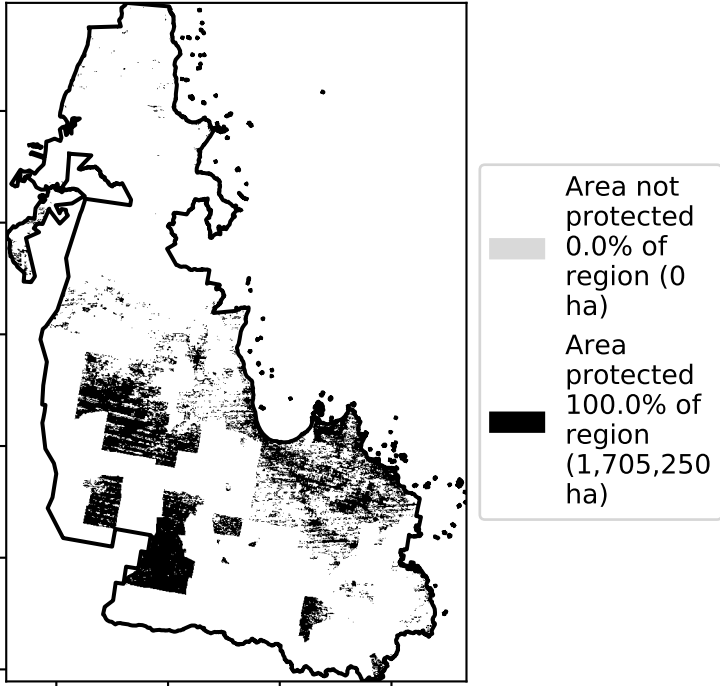 Area not
protected
0.0% of
region (0
ha)
Area
protected
100.0% of
region
(1,705,250
ha)